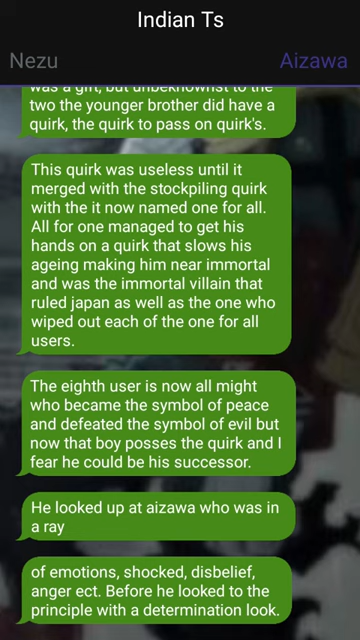 Indian Ts
Nezu
Aizawa
was a gift, but unbeknownst to the
two the younger brother did have a
quirk, the quirk to pass on quirk's.
This quirk was useless until it
merged with the stockpiling quirk
with the it now named one for all.
All for one managed to get his
hands on a quirk that slows his
ageing making him near immortal
and was the immortal villain that
ruled japan as well as the one who
wiped out each of the one for all
users.
The eighth user is now all might
who became the symbol of peace
and defeated the symbol of evil but
now that boy posses the quirk and I
fear he could be his successor.
He looked up at aizawa who was in
a ray
of emotions, shocked, disbelief,
anger ect. Before he looked to the
principle with a determination look.